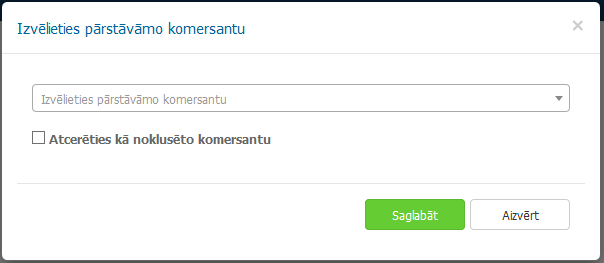 Izvēlieties pārstāvāmo komersantu
×
Izvēlieties pārstāvāmo komersantu
Atcerēties kā noklusēto komersantu
Saglabāt
Aizvērt